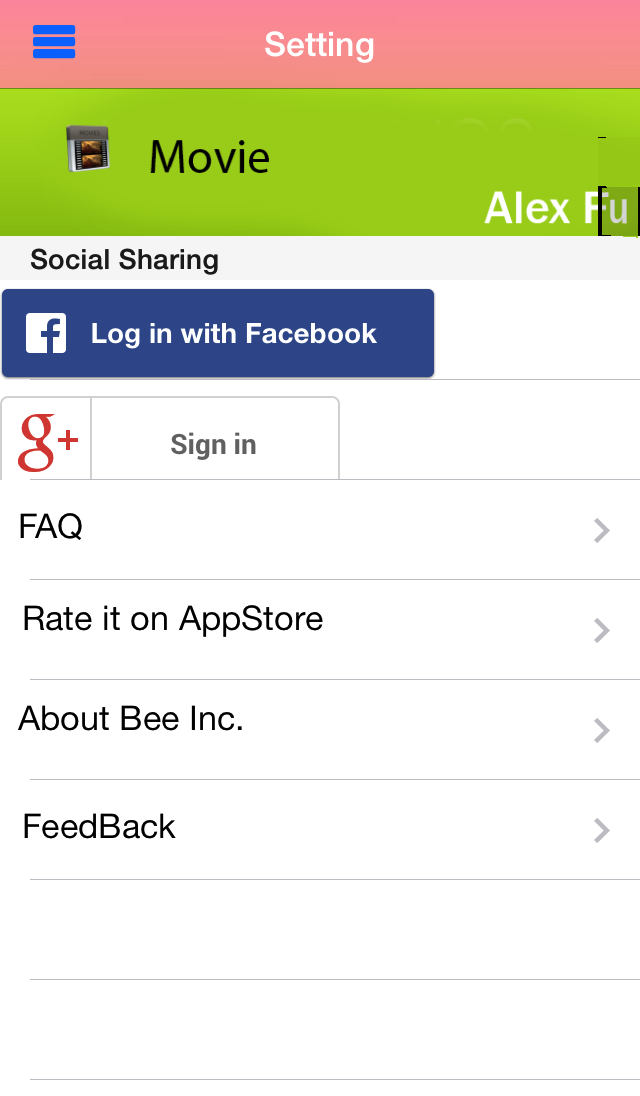 Setting
Movie
Alex Fu
Social Sharing
Log in with Facebook
g+ Sign in
FAQ
Rate it on AppStore
About Bee Inc.
FeedBack